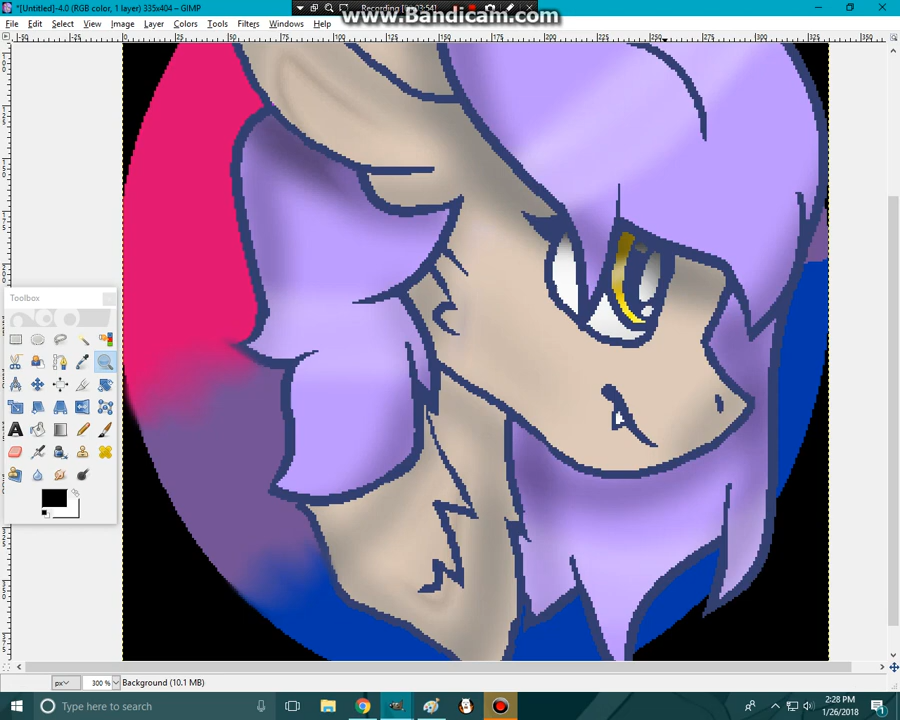 *[Untitled]-4.0 (RGB color, 1 layer) 335x404 – GIMP
www.Bandicam.com
File Edit Select View Image Layer Colors Tools Filters Windows Help
Toolbox
px 300 % Background (10.1 MB)
Type here to search
2:28 PM
1/26/2018